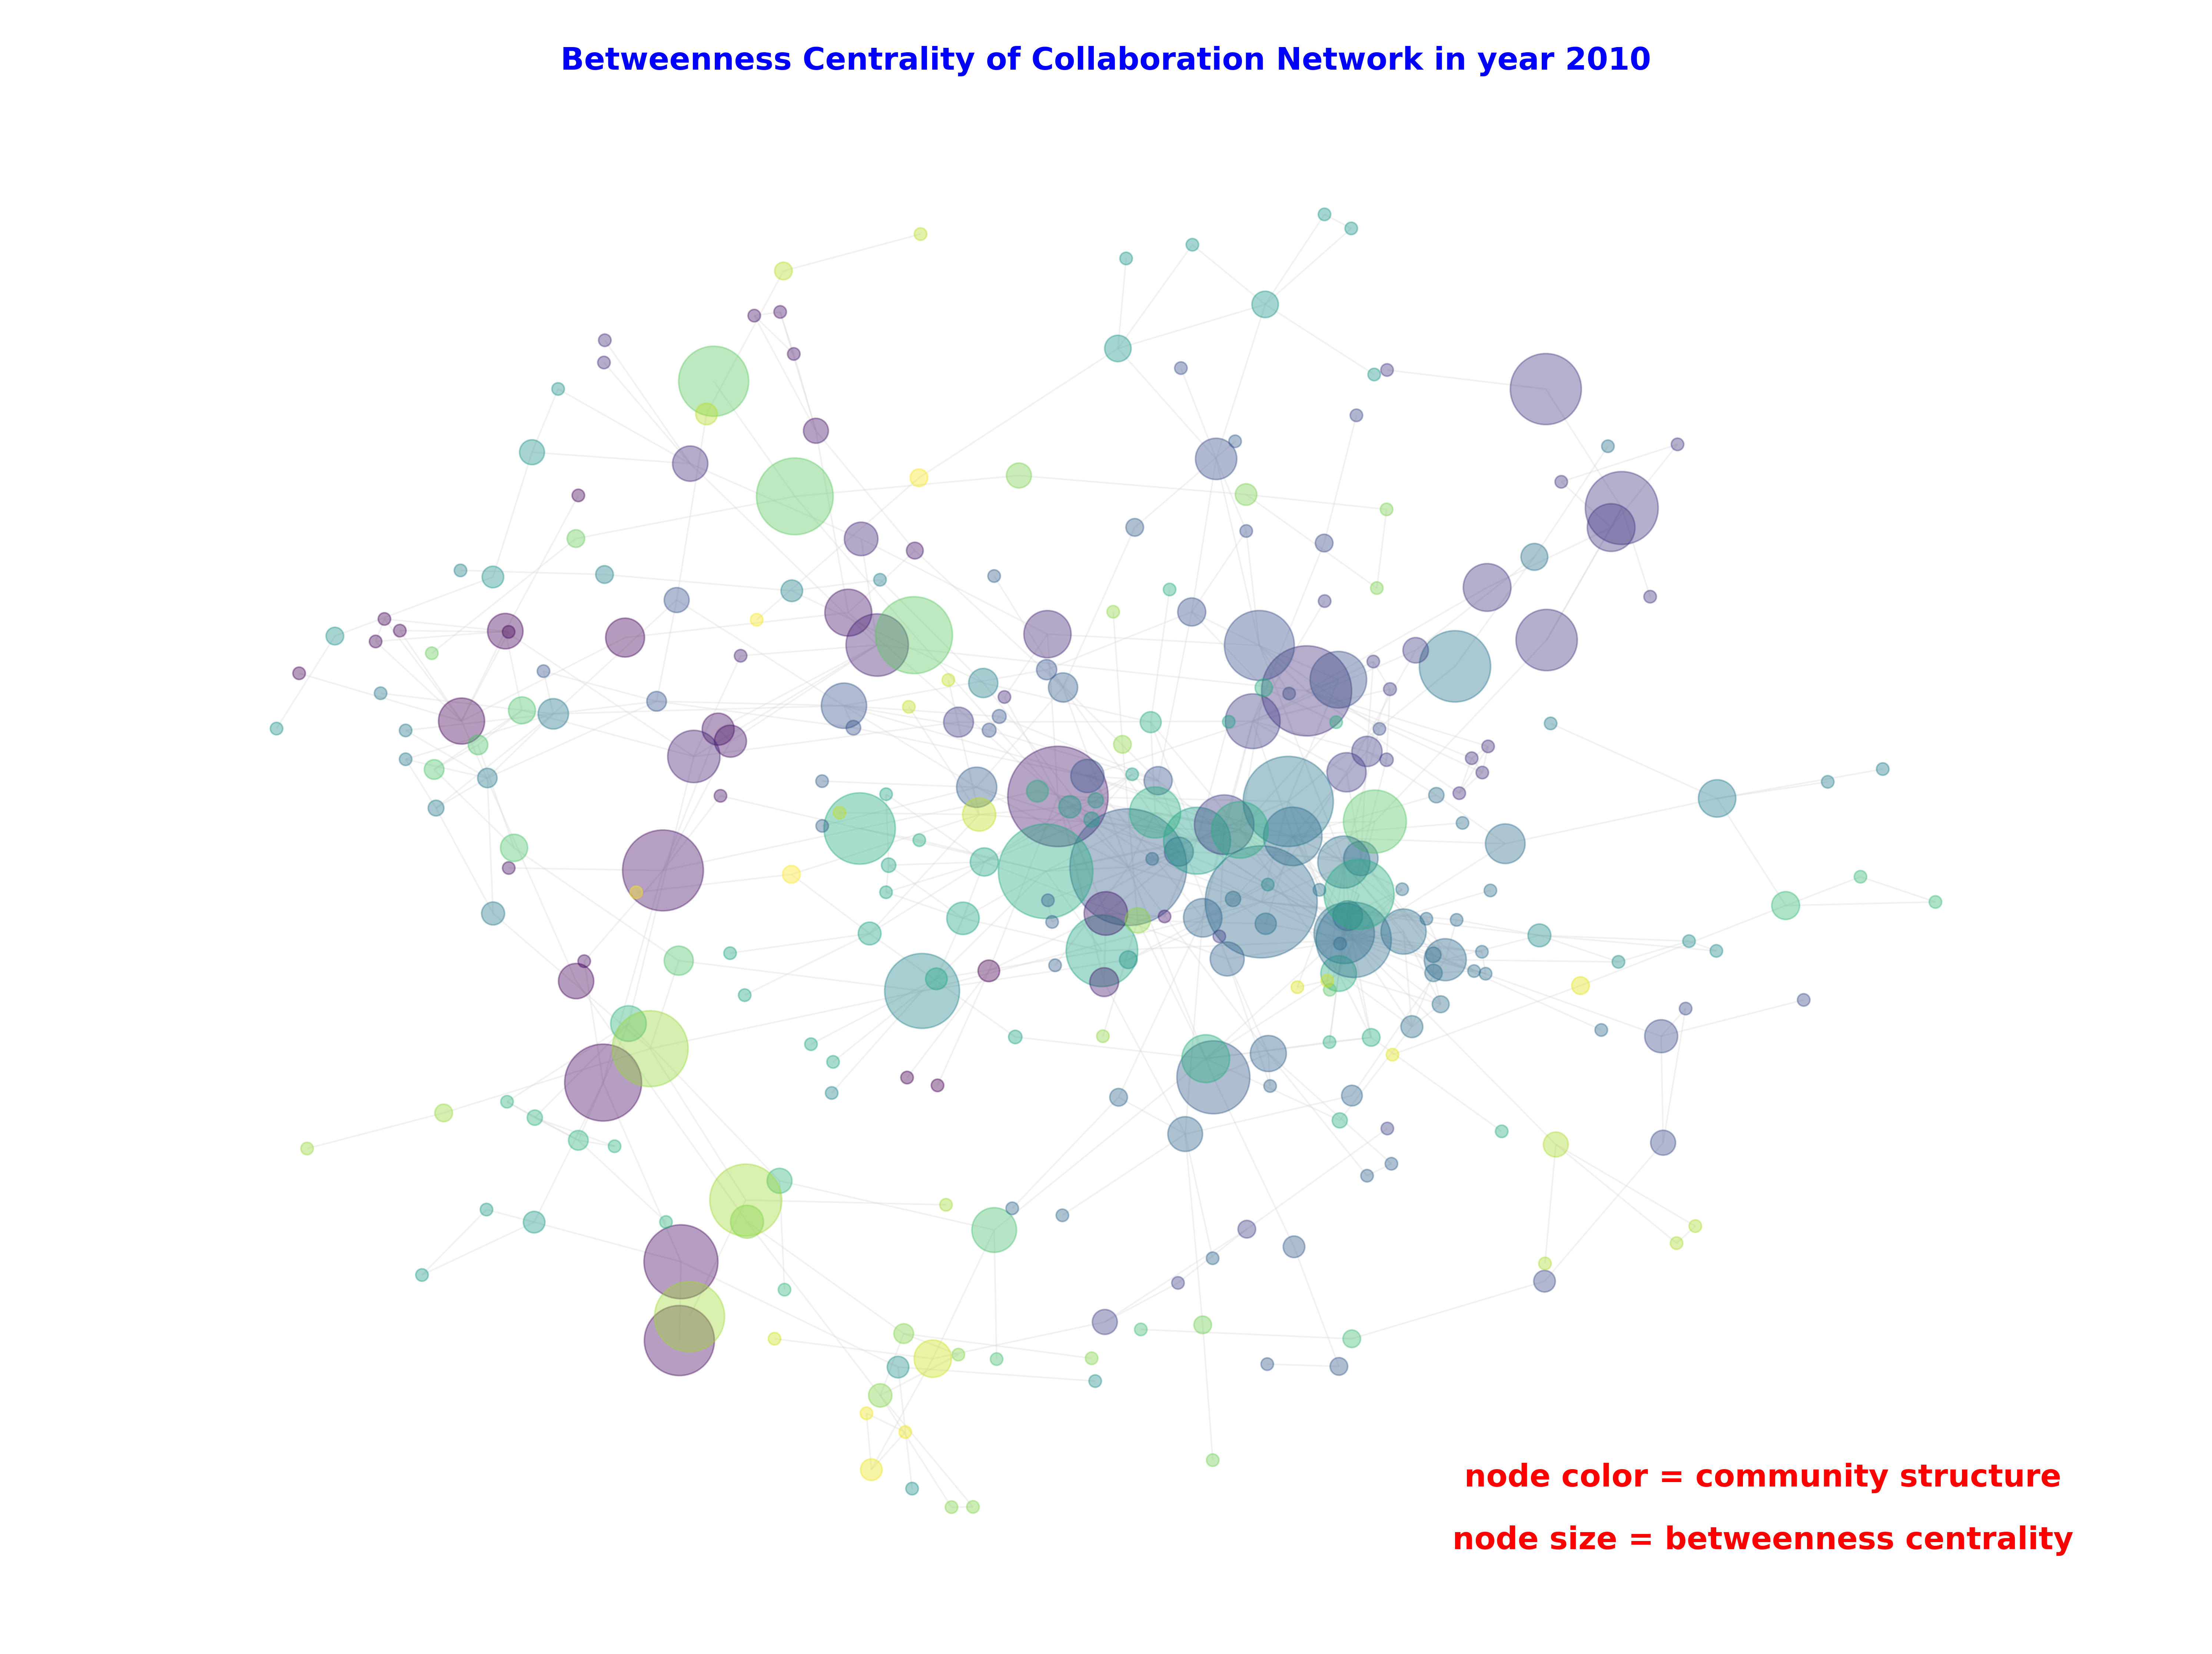 Betweenness Centrality of Collaboration Network in year 2010
node color = community structure
node size = betweenness centrality